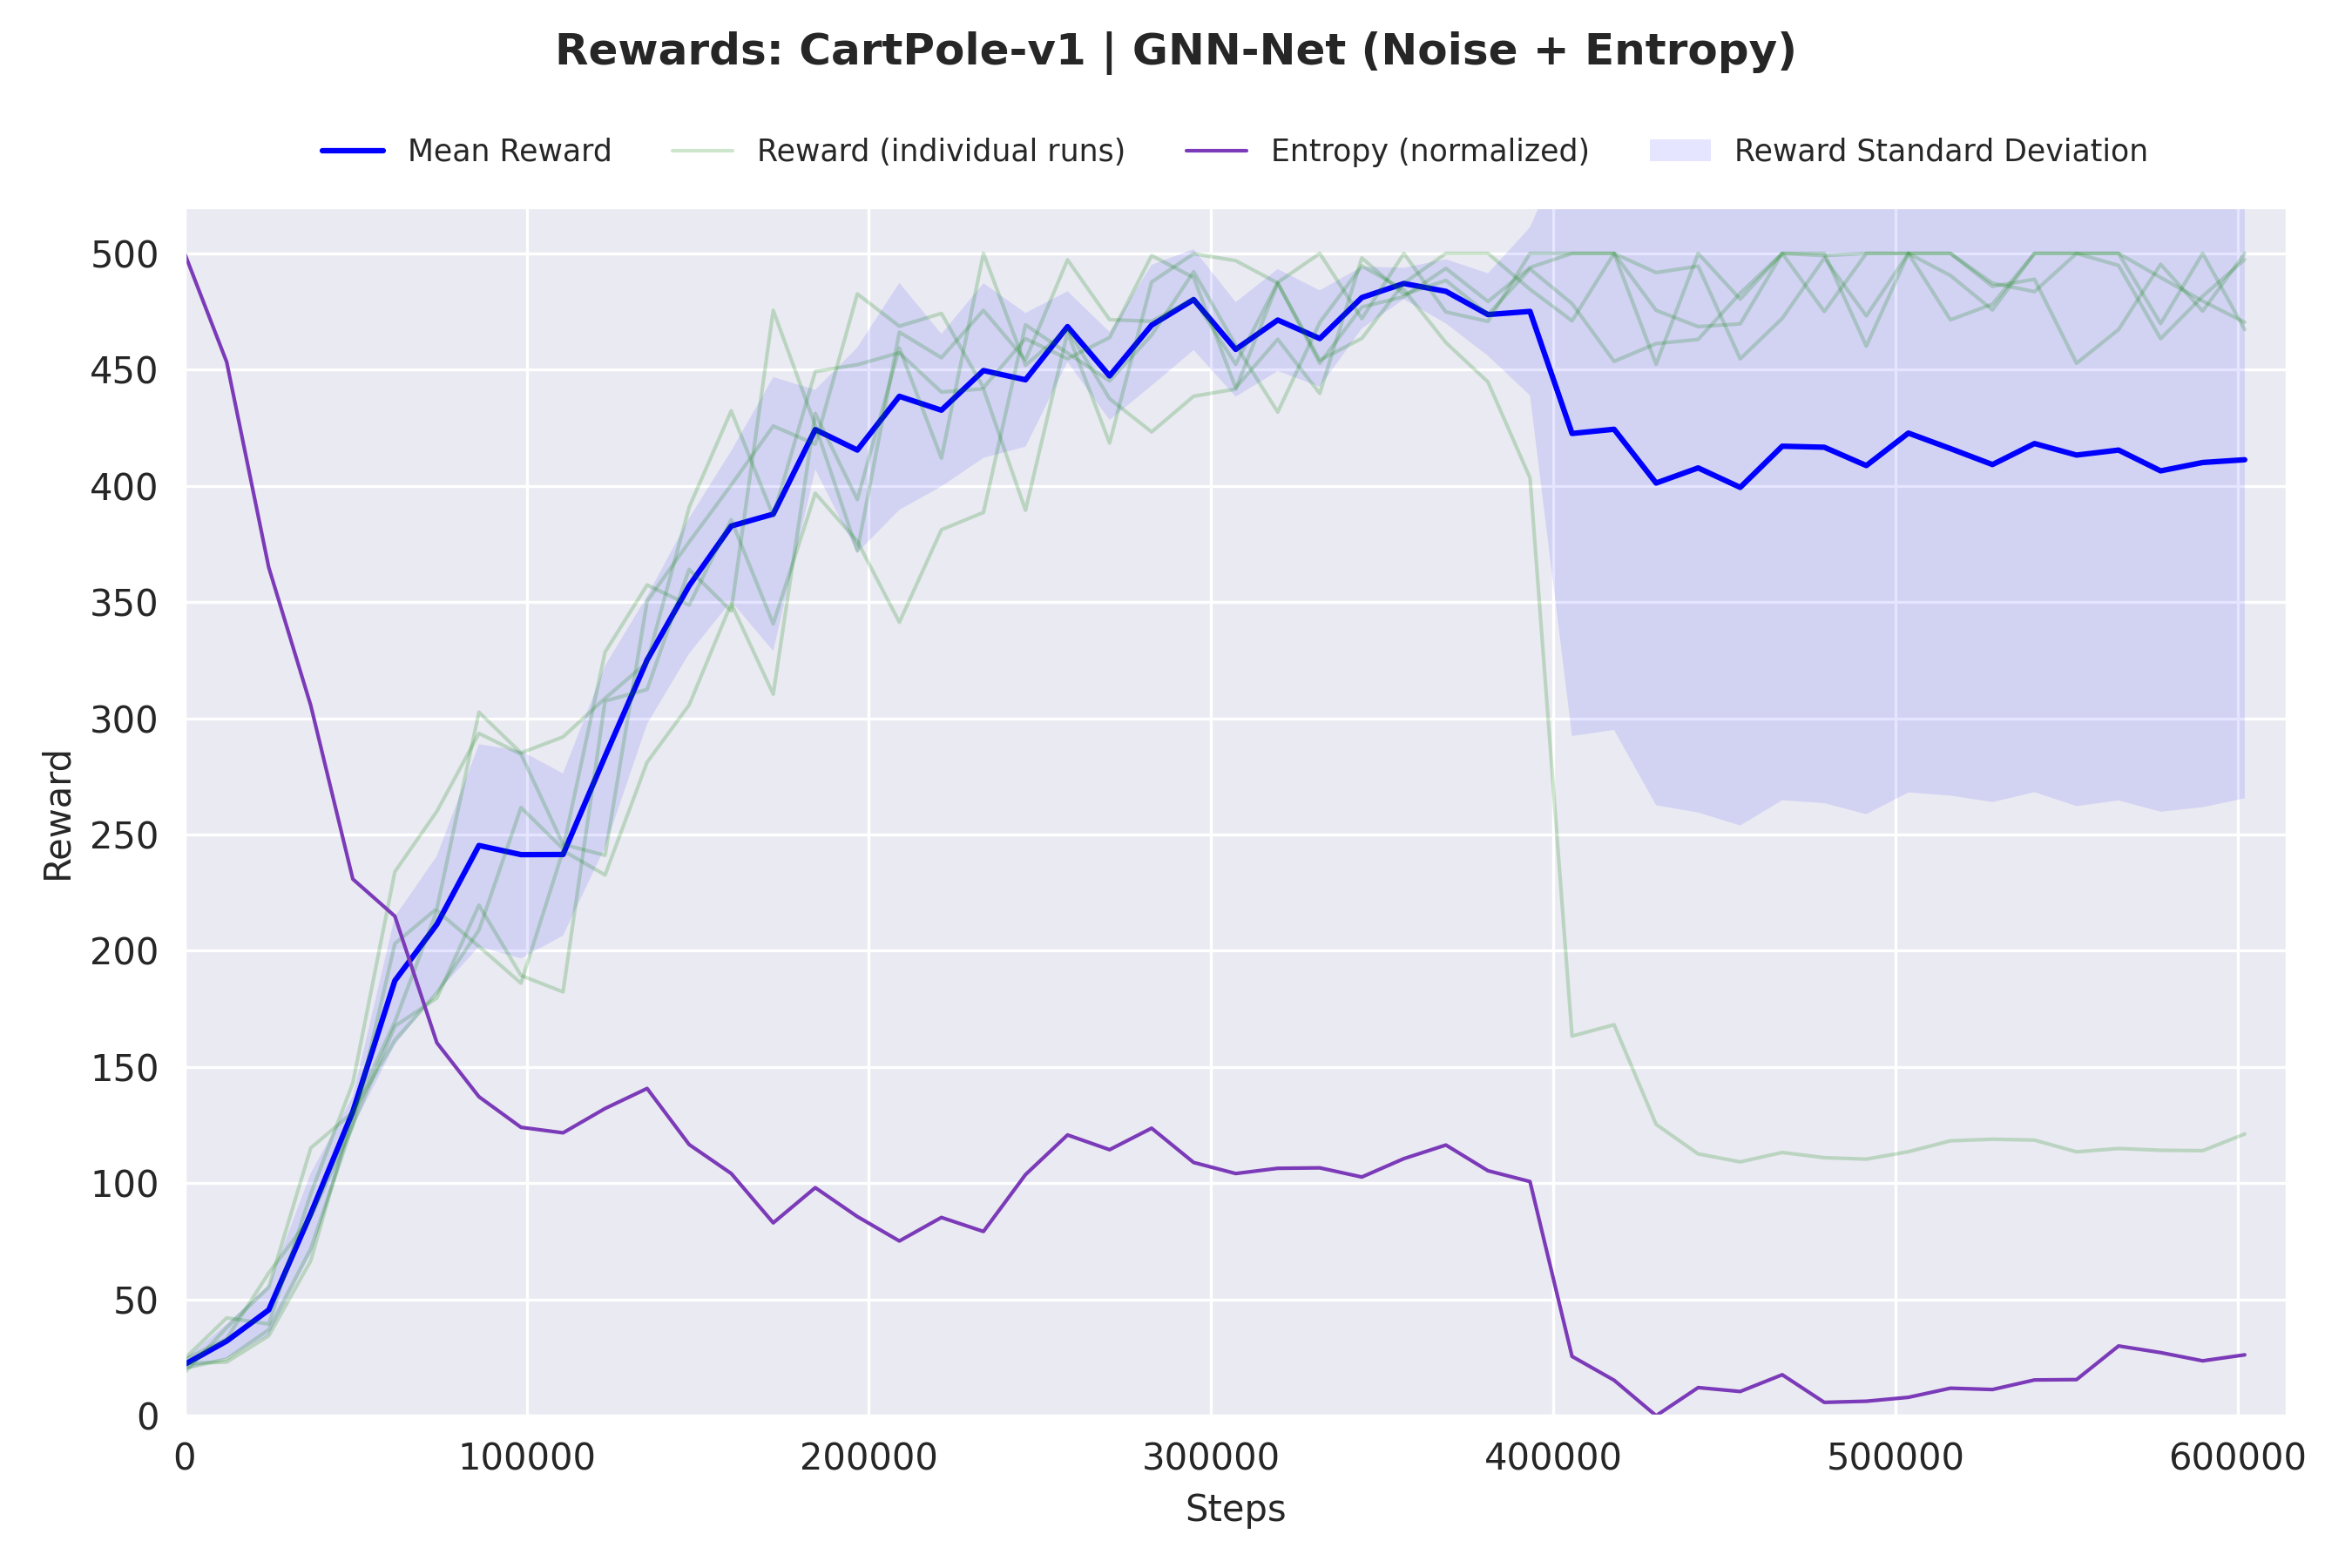 Rewards: CartPole-v1 | GNN-Net (Noise + Entropy)
Mean Reward Reward (individual runs) Entropy (normalized) Reward Standard Deviation
500
450
400
350
300
250
200
150
100
50
0
Reward
0 100000 200000 300000 400000 500000 600000
Steps